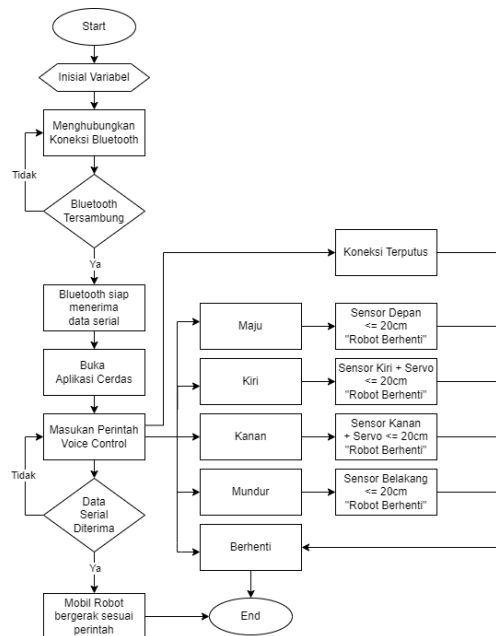 Start
Inisial Variabel
Menghubungkan
Koneksi Bluetooth
Tidak
Bluetooth
Tersambung
Ya
Bluetooth siap
menerima
data serial
Buka
Aplikasi Cerdas
Masukan Perintah
Voice Control
Tidak
Data
Serial
Diterima
Ya
Mobil Robot
bergerak sesuai
perintah
Koneksi Terputus
Maju
Sensor Depan
<= 20cm
"Robot Berhenti"
Kiri
Sensor Kiri + Servo
<= 20cm
"Robot Berhenti"
Kanan
Sensor Kanan
+ Servo <= 20cm
"Robot Berhenti"
Mundur
Sensor Belakang
<= 20cm
"Robot Berhenti"
Berhenti
End